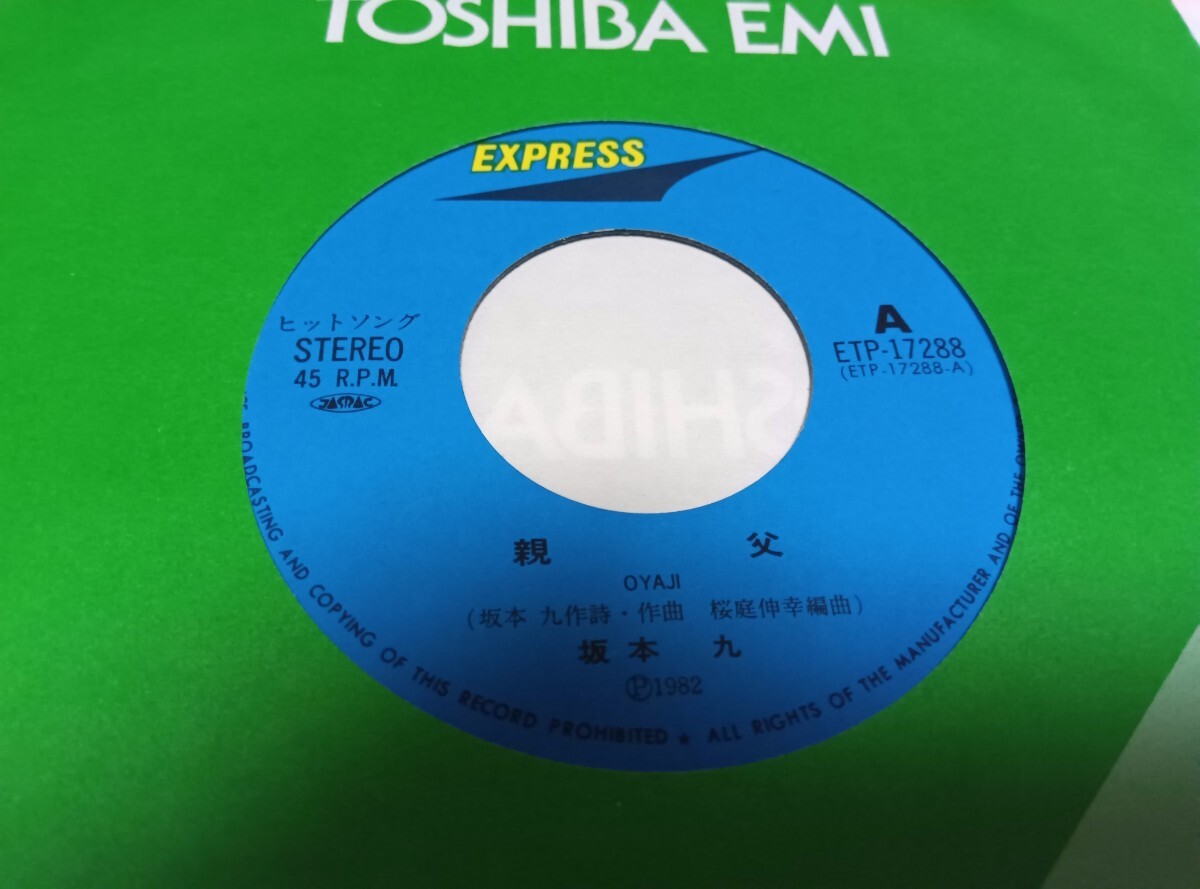 TOSHIBA EMI
EXPRESS
ヒットソング
STEREO
45 R.P.M.
JASRAC
A
ETP-17288
(ETP-17288-A)
SHIBA
親 父
OYAJI
(坂本 九作詩・作曲 桜庭伸幸編曲)
坂本 九
Ⓟ1982
BROADCASTING AND COPYING OF THIS RECORD PROHIBITED ★ ALL RIGHTS OF THE MANUFACTURER AND OF THE